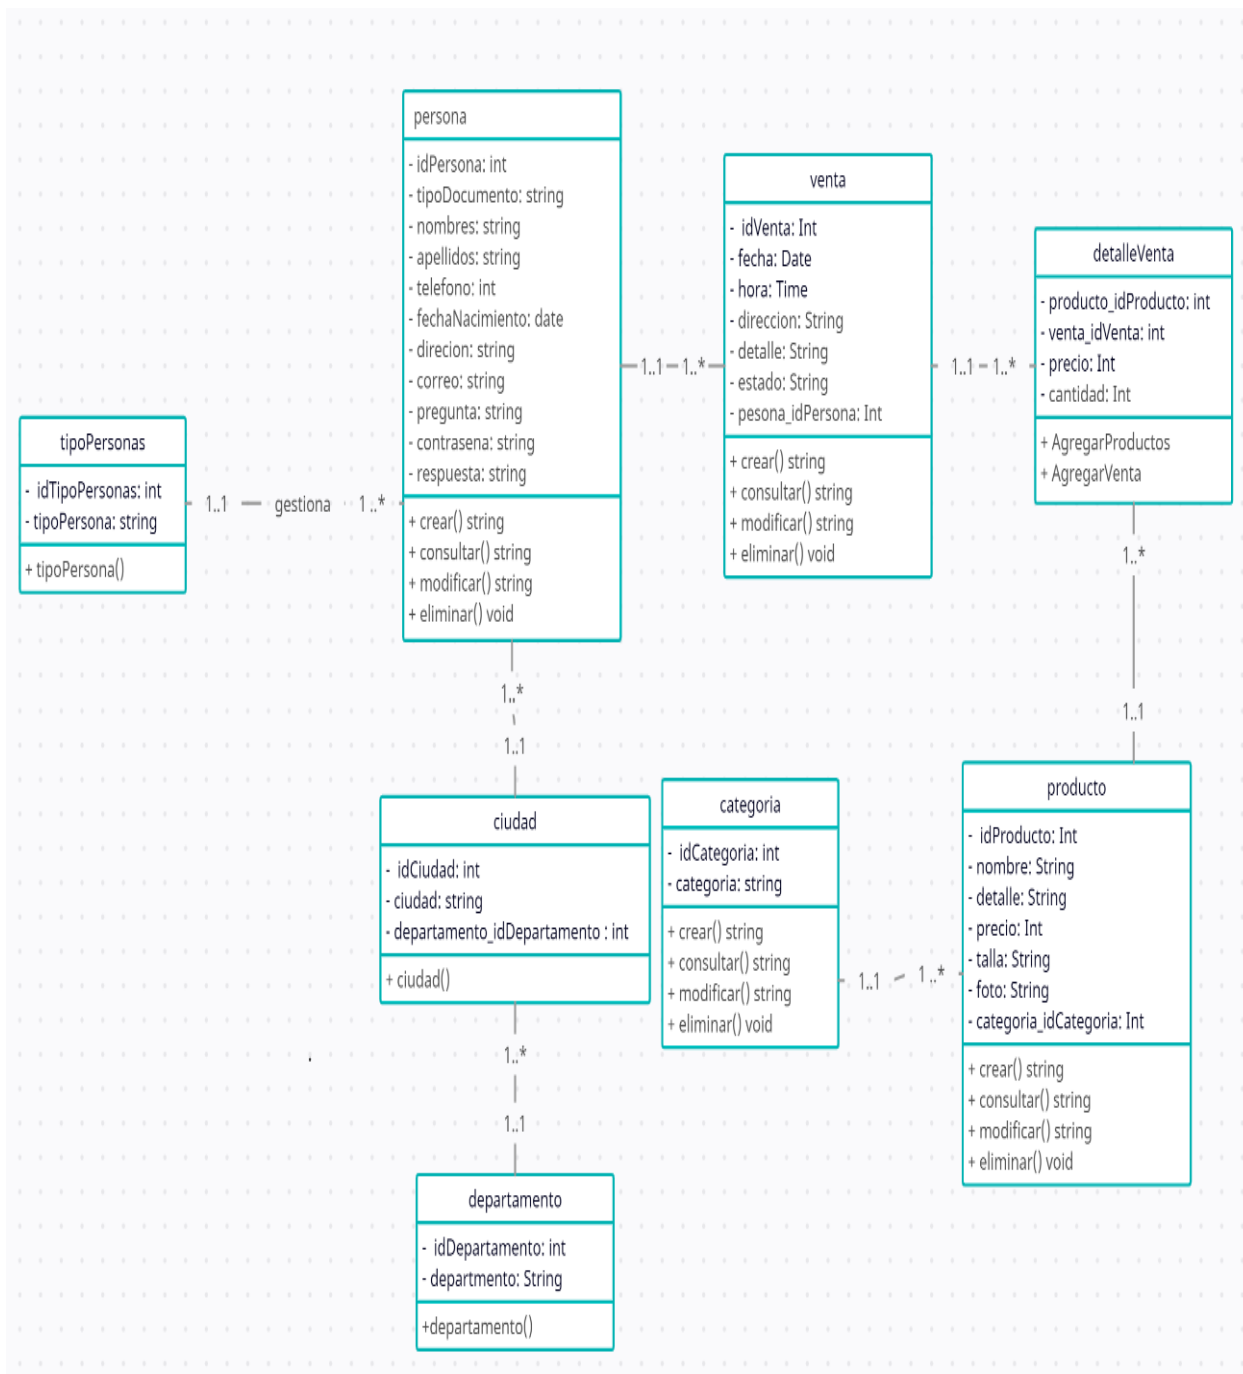 persona
- idPersona: int
- tipoDocumento: string
- nombres: string
- apellidos: string
- telefono: int
- fechaNacimiento: date
- direcion: string
- correo: string
- pregunta: string
- contrasena: string
- respuesta: string
+ crear() string
+ consultar() string
+ modificar() string
+ eliminar() void
venta
- idVenta: Int
- fecha: Date
- hora: Time
- direccion: String
- detalle: String
- estado: String
- pesona_idPersona: Int
+ crear() string
+ consultar() string
+ modificar() string
+ eliminar() void
detalleVenta
- producto_idProducto: int
- venta_idVenta: int
- precio: Int
- cantidad: Int
+ AgregarProductos
+ AgregarVenta
1..1
1..*
1..1
1..*
tipoPersonas
- idTipoPersonas: int
- tipoPersona: string
+ tipoPersona()
1..1
gestiona
1 ..*
1..*
1..1
1..*
1..1
ciudad
- idCiudad: int
- ciudad: string
- departamento_idDepartamento : int
+ ciudad()
categoria
- idCategoria: int
- categoria: string
+ crear() string
+ consultar() string
+ modificar() string
+ eliminar() void
1..1
1 ..*
producto
- idProducto: Int
- nombre: String
- detalle: String
- precio: Int
- talla: String
- foto: String
- categoria_idCategoria: Int
+ crear() string
+ consultar() string
+ modificar() string
+ eliminar() void
1..*
1..1
departamento
- idDepartamento: int
- departmento: String
+departamento()